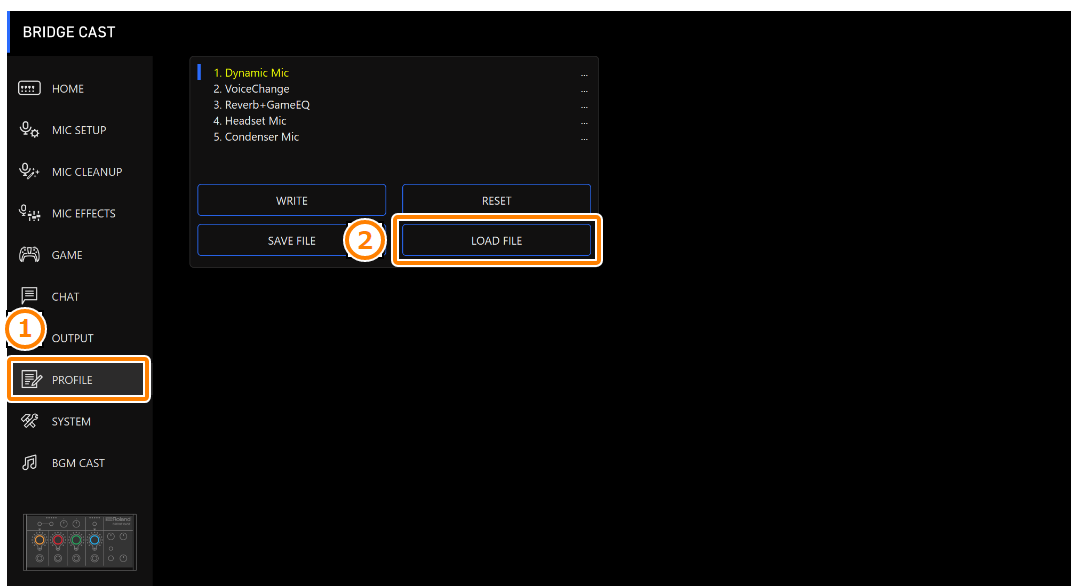 BRIDGE CAST
HOME
MIC SETUP
MIC CLEANUP
MIC EFFECTS
GAME
CHAT
1
OUTPUT
PROFILE
SYSTEM
BGM CAST
Roland
1. Dynamic Mic ...
2. VoiceChange ...
3. Reverb+GameEQ ...
4. Headset Mic ...
5. Condenser Mic ...
WRITE RESET
SAVE FILE 2 LOAD FILE